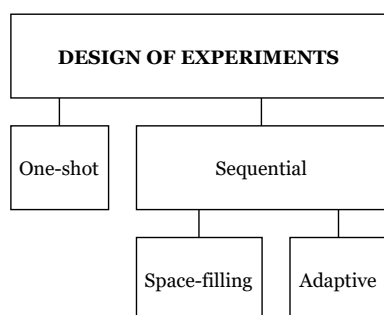 DESIGN OF EXPERIMENTS
One-shot
Sequential
Space-filling
Adaptive